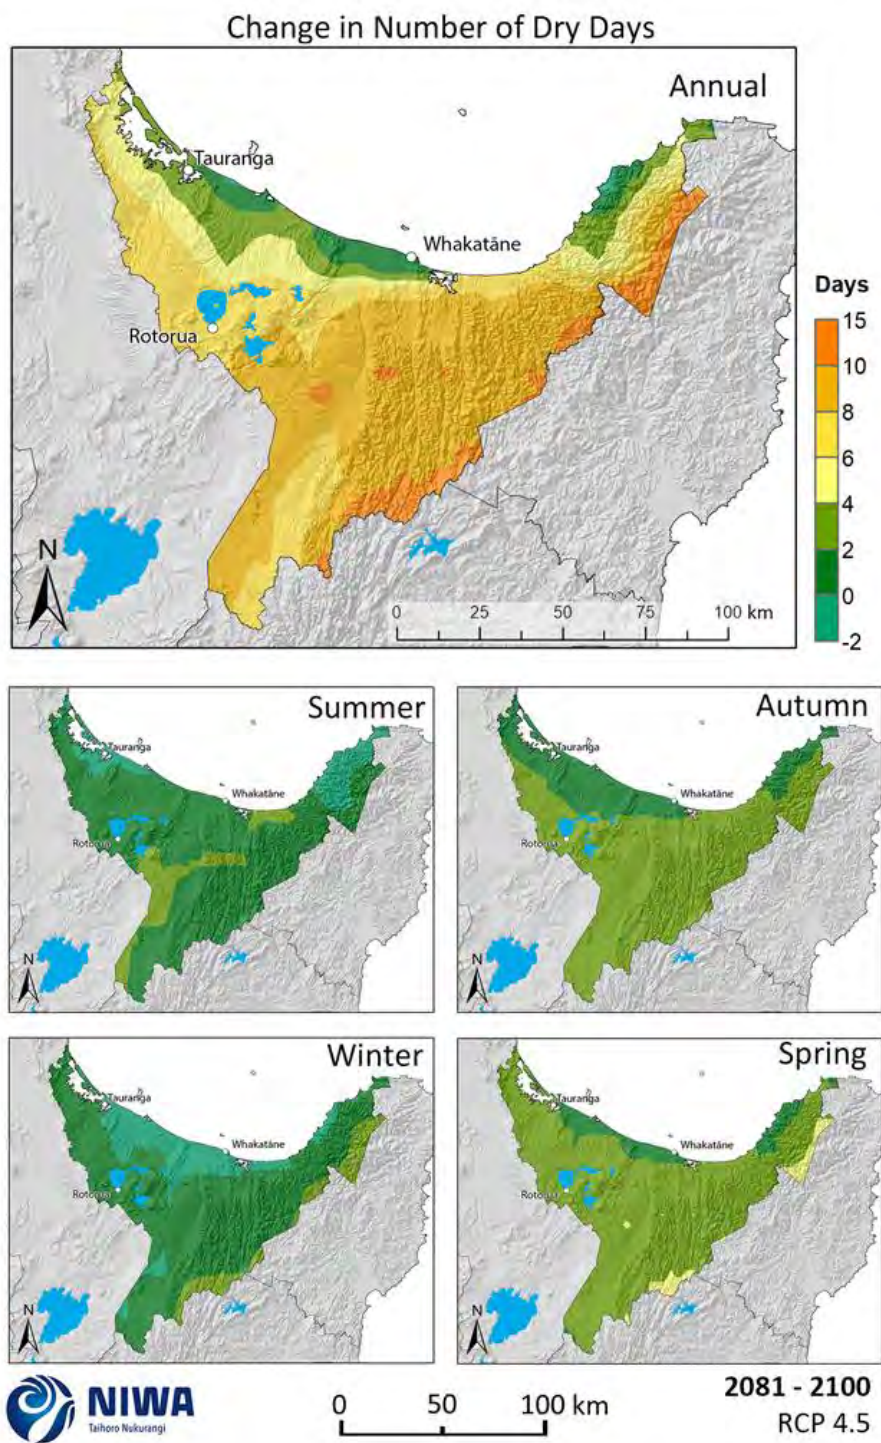 Change in Number of Dry Days
Annual
Tauranga
Whakatāne
Rotorua
Days
15
10
8
6
4
2
0
-2
N
0 25 50 75 100 km
Summer
Tauranga
Whakatāne
Rotorua
N
Autumn
Tauranga
Whakatāne
Rotorua
N
Winter
Tauranga
Whakatāne
Rotorua
N
Spring
Tauranga
Whakatāne
Rotorua
N
NIWA
Taihoro Nukurangi
0 50 100 km
2081 - 2100
RCP 4.5